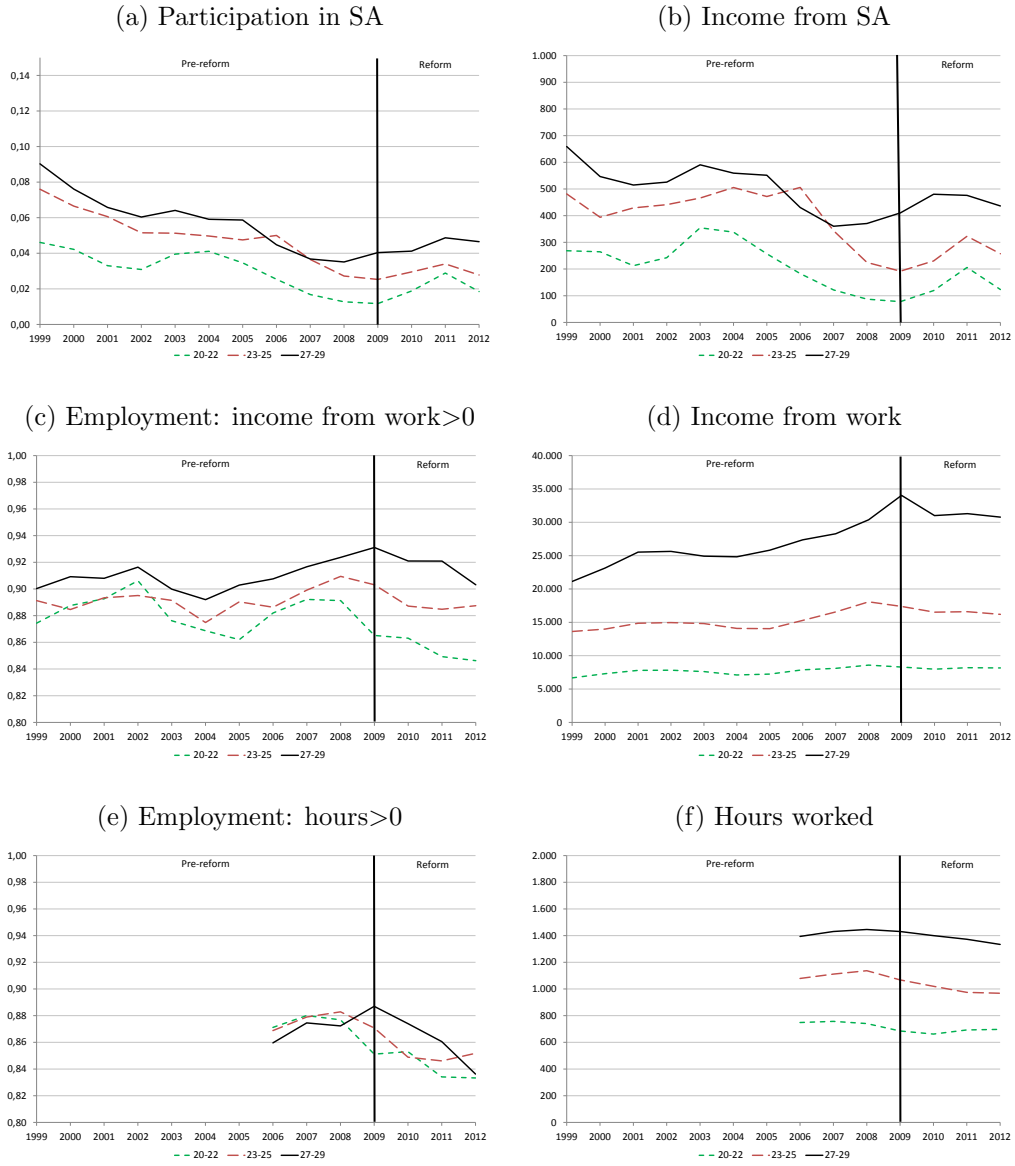 (a) Participation in SA
Pre-reform Reform
0,14
0,12
0,10
0,08
0,06
0,04
0,02
0,00
1999 2000 2001 2002 2003 2004 2005 2006 2007 2008 2009 2010 2011 2012
20-22 23-25 27-29
(b) Income from SA
Pre-reform Reform
1.000
900
800
700
600
500
400
300
200
100
0
1999 2000 2001 2002 2003 2004 2005 2006 2007 2008 2009 2010 2011 2012
20-22 23-25 27-29
(c) Employment: income from work>0
Pre-reform Reform
1,00
0,98
0,96
0,94
0,92
0,90
0,88
0,86
0,84
0,82
0,80
1999 2000 2001 2002 2003 2004 2005 2006 2007 2008 2009 2010 2011 2012
20-22 23-25 27-29
(d) Income from work
Pre-reform Reform
40.000
35.000
30.000
25.000
20.000
15.000
10.000
5.000
0
1999 2000 2001 2002 2003 2004 2005 2006 2007 2008 2009 2010 2011 2012
20-22 23-25 27-29
(e) Employment: hours>0
Pre-reform Reform
1,00
0,98
0,96
0,94
0,92
0,90
0,88
0,86
0,84
0,82
0,80
1999 2000 2001 2002 2003 2004 2005 2006 2007 2008 2009 2010 2011 2012
20-22 23-25 27-29
(f) Hours worked
Pre-reform Reform
2.000
1.800
1.600
1.400
1.200
1.000
800
600
400
200
0
1999 2000 2001 2002 2003 2004 2005 2006 2007 2008 2009 2010 2011 2012
20-22 23-25 27-29